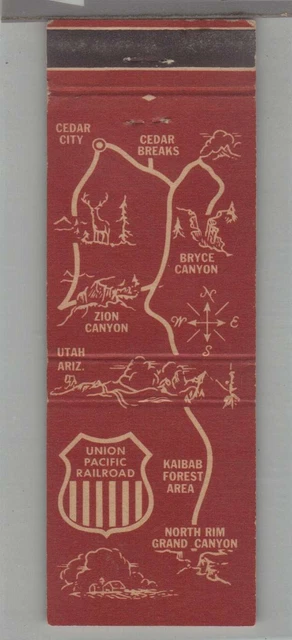 CEDAR
CITY
CEDAR
BREAKS
BRYCE
CANYON
ZION
CANYON
N
W E
S
UTAH
ARIZ.
UNION
PACIFIC
RAILROAD
KAIBAB
FOREST
AREA
NORTH RIM
GRAND CANYON